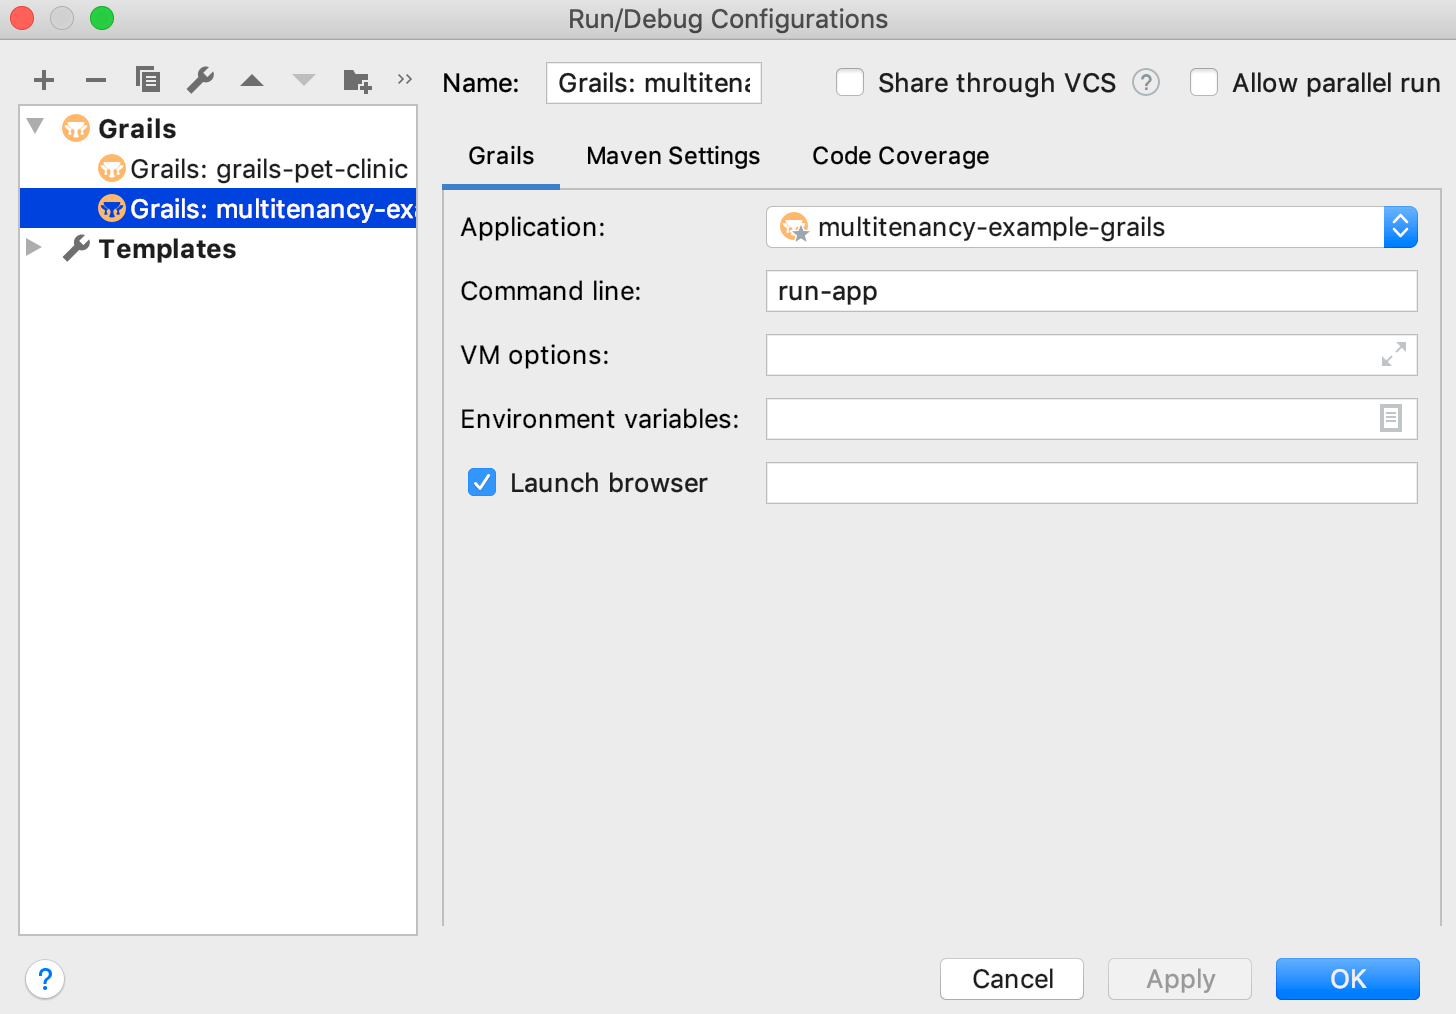 Run/Debug Configurations
Name: Grails: multitena
Share through VCS ?
Allow parallel run
Grails
Grails: grails-pet-clinic
Grails: multitenancy-exa
Templates
Grails Maven Settings Code Coverage
Application: multitenancy-example-grails
Command line: run-app
VM options:
Environment variables:
Launch browser
? Cancel Apply OK